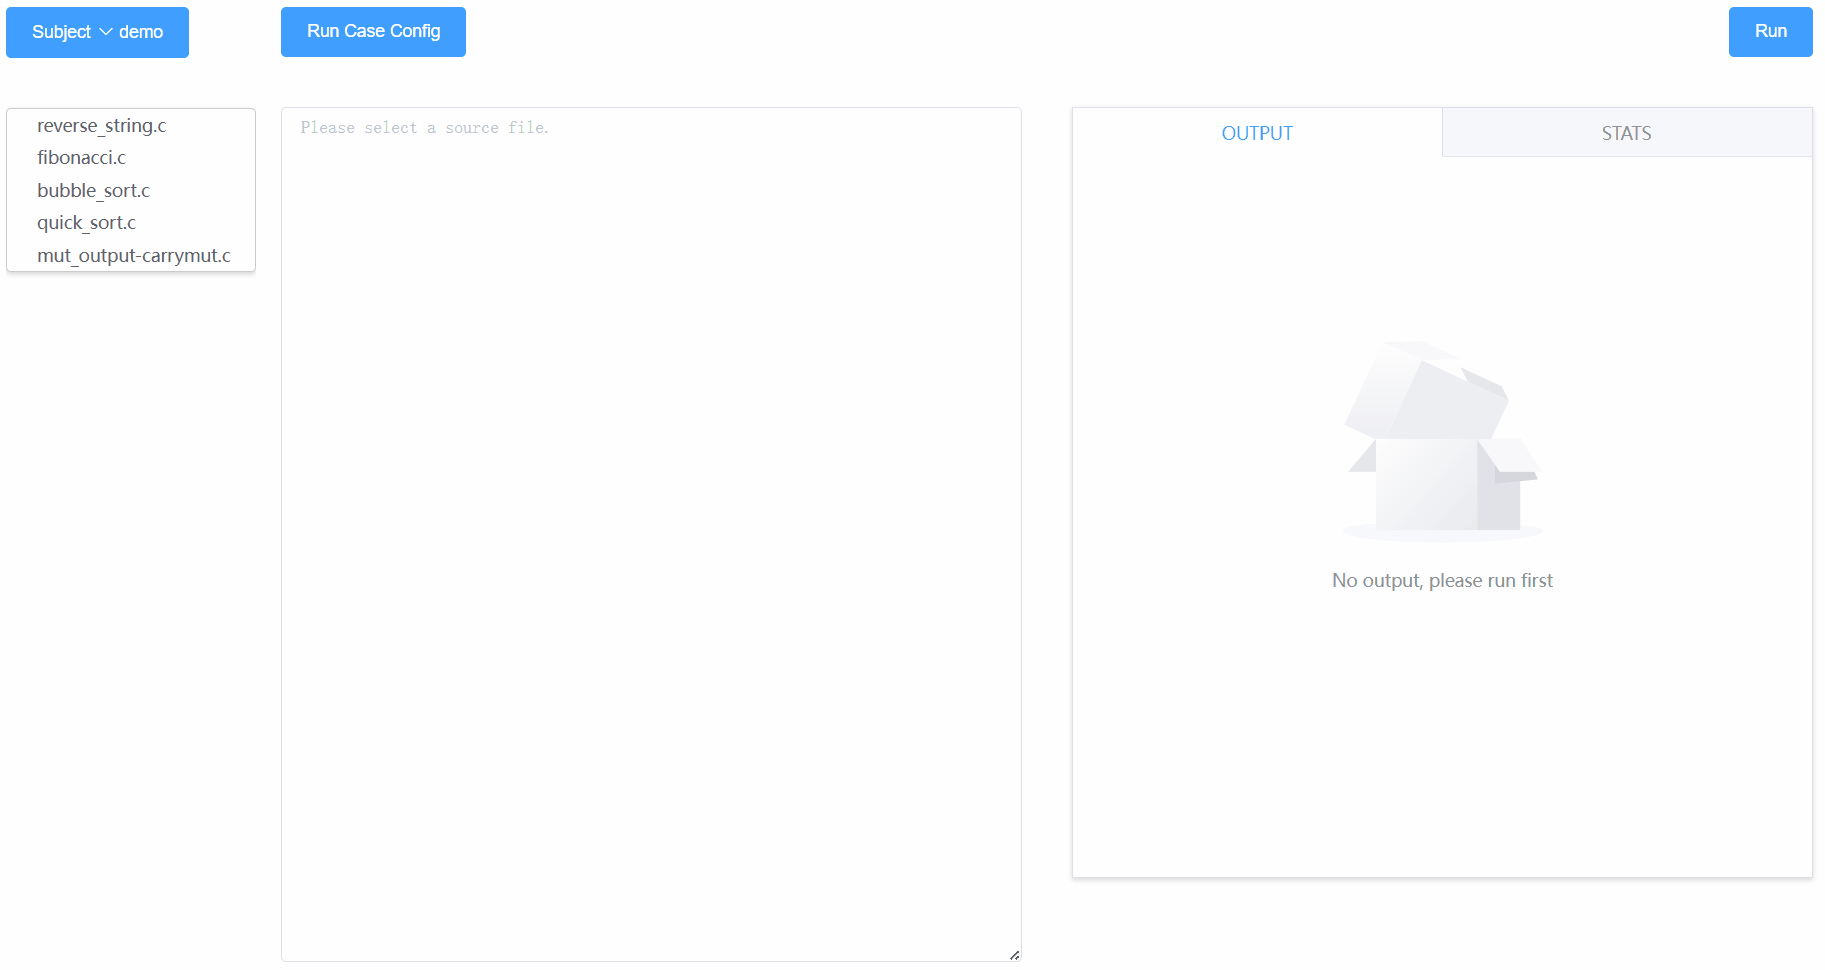 Subject demo
Run Case Config
Run
reverse_string.c
fibonacci.c
bubble_sort.c
quick_sort.c
mut_output-carrymut.c
Please select a source file.
OUTPUT
STATS
No output, please run first